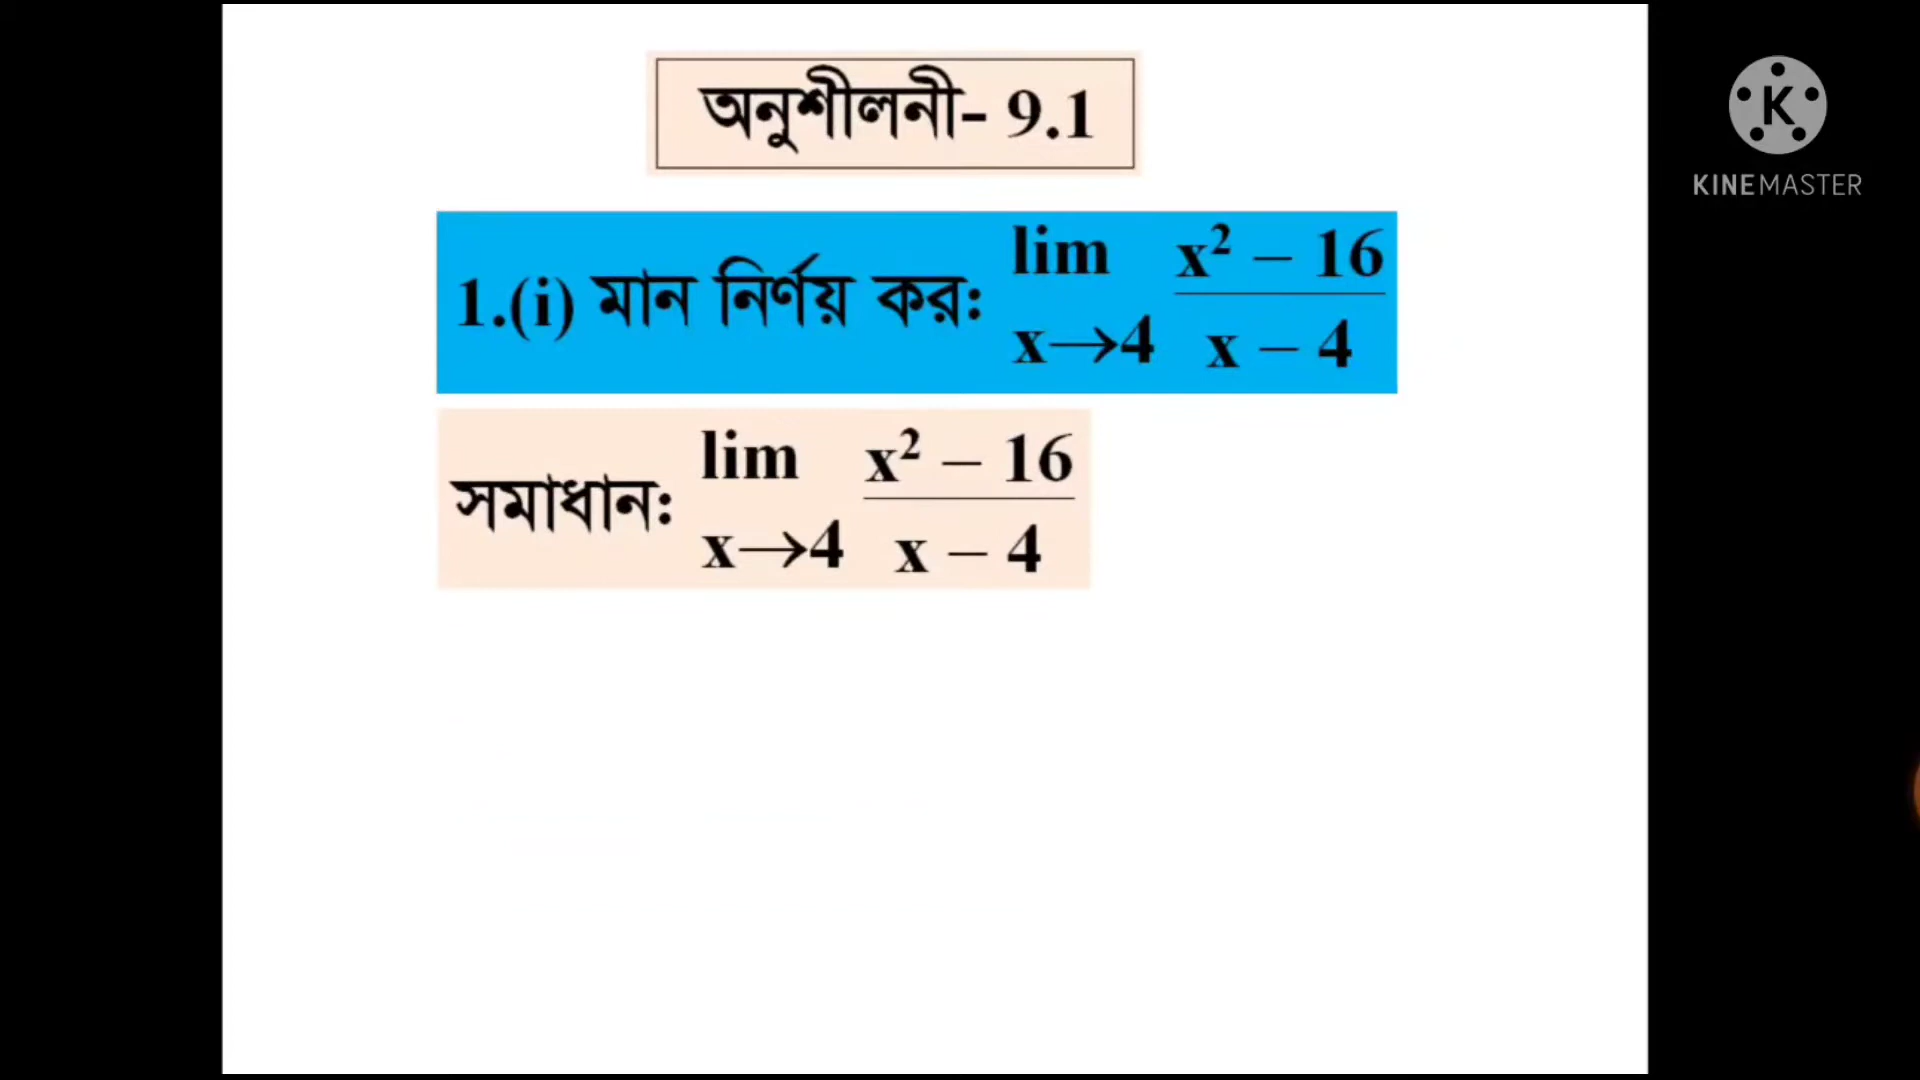 অনুশীলনী- 9.1
KINEMASTER
1.(i) মান নির্ণয় করঃ lim x→4 x² – 16 / x – 4
সমাধানঃ lim x→4 x² – 16 / x – 4